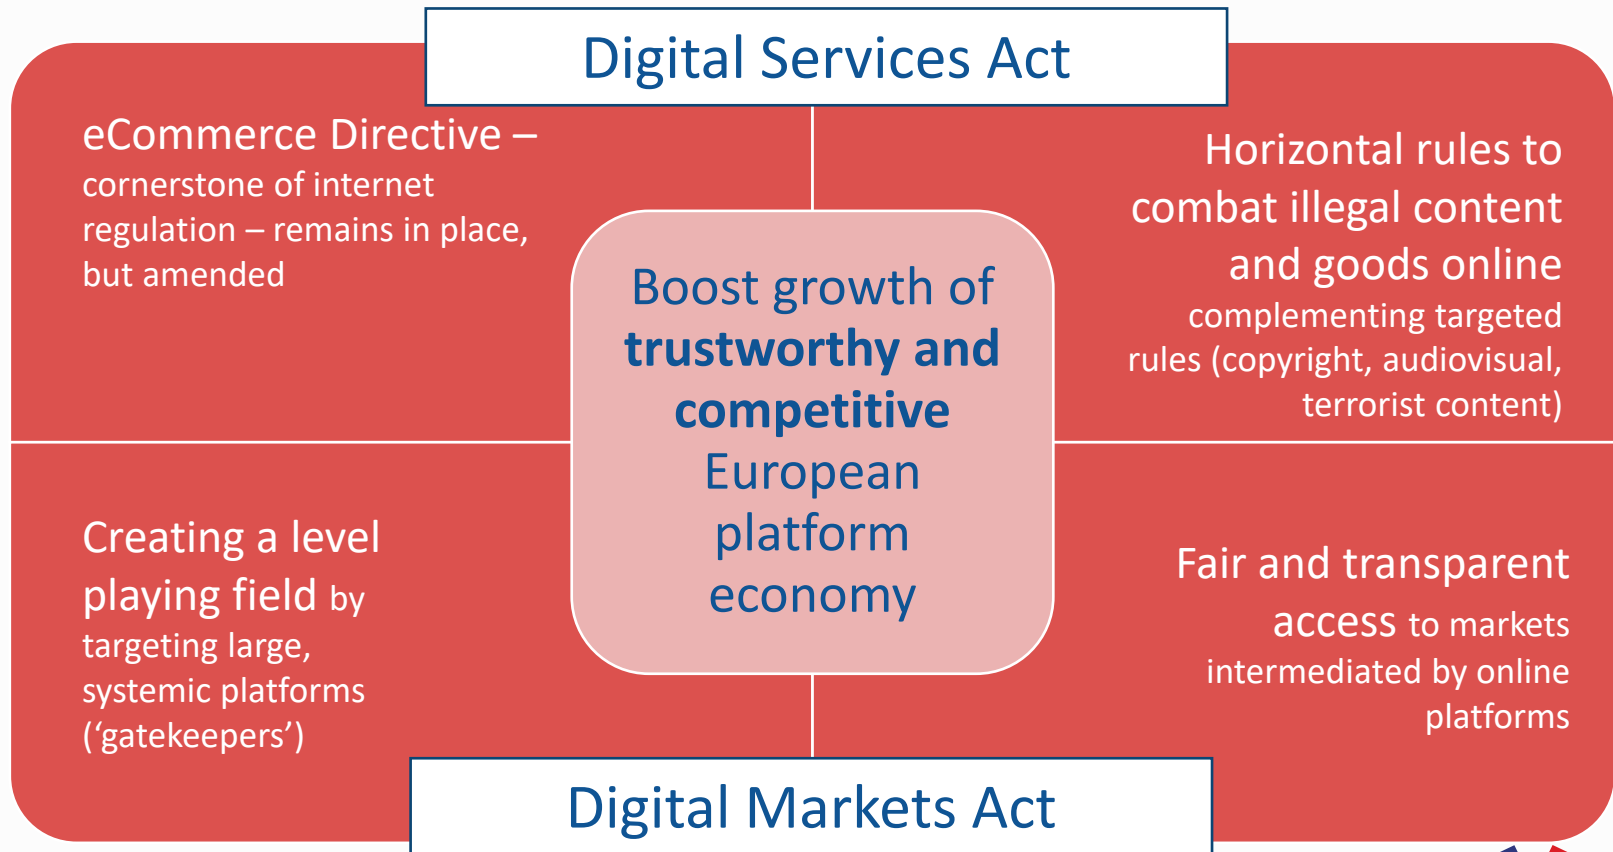 Digital Services Act
eCommerce Directive –
cornerstone of internet
regulation – remains in place,
but amended
Horizontal rules to
combat illegal content
and goods online
complementing targeted
rules (copyright, audiovisual,
terrorist content)
Boost growth of
trustworthy and
competitive
European
platform
economy
Creating a level
playing field by
targeting large,
systemic platforms
(‘gatekeepers’)
Fair and transparent
access to markets
intermediated by online
platforms
Digital Markets Act